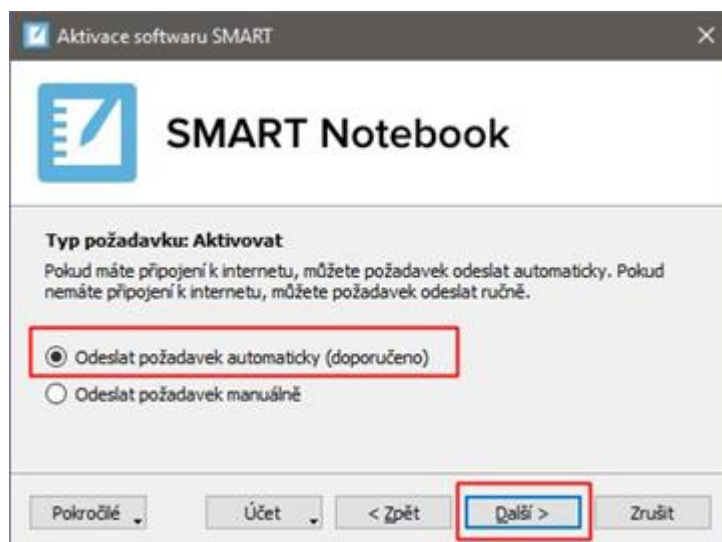 Aktivace softwaru SMART
SMART Notebook
Typ požadavku: Aktivovat
Pokud máte připojení k internetu, můžete požadavek odeslat automaticky. Pokud
nemáte připojení k internetu, můžete požadavek odeslat ručně.
Odeslat požadavek automaticky (doporučeno)
Odeslat požadavek manuálně
Pokročilé Účet < Zpět Další > Zrušit